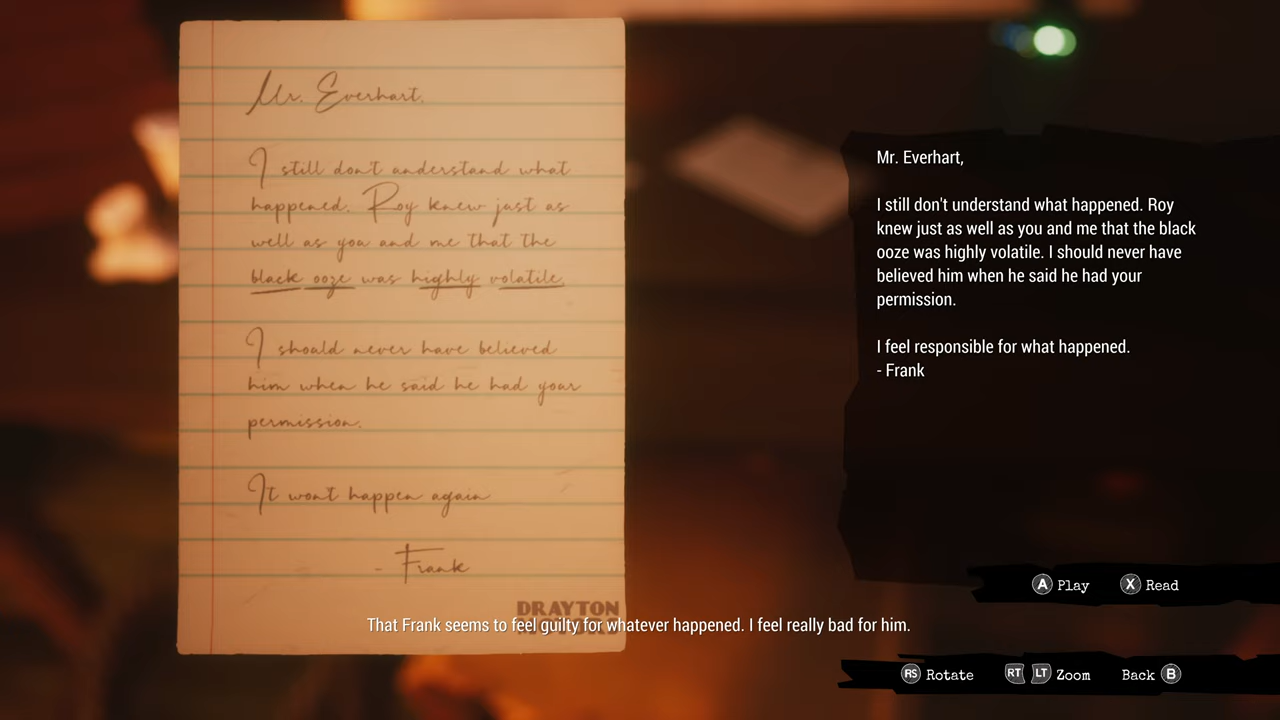 Mr. Everhart,
I still don't understand what
happened. Roy knew just as
well as you and me that the
black ooze was highly volatile.
I should never have believed
him when he said he had your
permission.
It won't happen again
- Frank
DRAYTON
Mr. Everhart,
I still don't understand what happened. Roy
knew just as well as you and me that the black
ooze was highly volatile. I should never have
believed him when he said he had your
permission.
I feel responsible for what happened.
- Frank
A Play X Read
That Frank seems to feel guilty for whatever happened. I feel really bad for him.
RS Rotate RT LT Zoom Back B